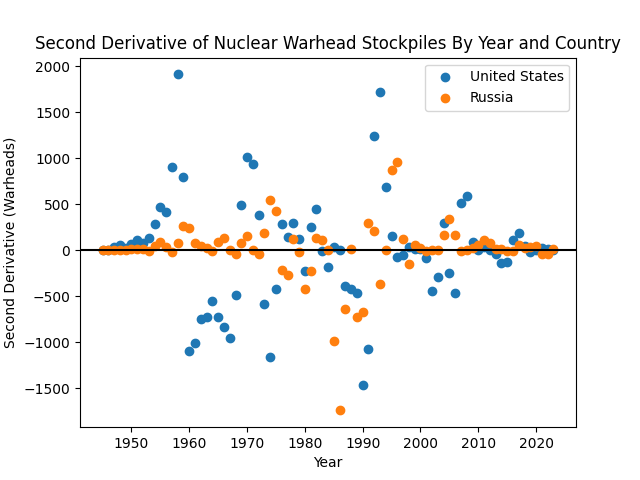 Second Derivative of Nuclear Warhead Stockpiles By Year and Country
United States
Russia
2000
1500
1000
500
0
−500
−1000
−1500
Second Derivative (Warheads)
1950 1960 1970 1980 1990 2000 2010 2020
Year